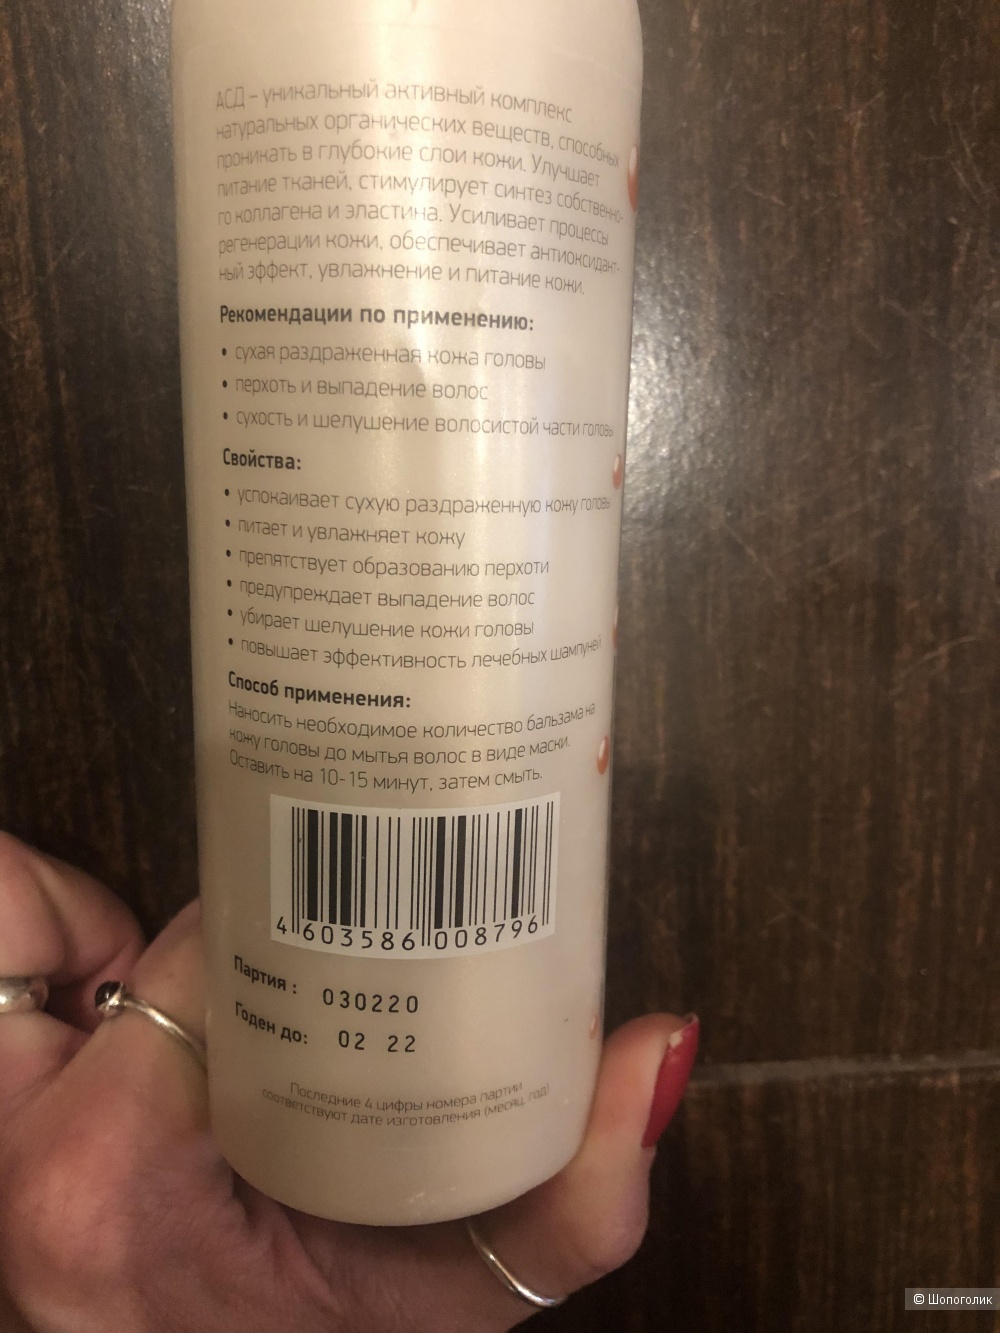 АСД – уникальный активный комплекс
натуральных органических веществ, способных
проникать в глубокие слои кожи. Улучшает
питание тканей, стимулирует синтез собственно-
го коллагена и эластина. Усиливает процессы
регенерации кожи, обеспечивает антиоксидант-
ный эффект, увлажнение и питание кожи.
Рекомендации по применению:
• сухая раздраженная кожа головы
• перхоть и выпадение волос
• сухость и шелушение волосистой части головы
Свойства:
• успокаивает сухую раздраженную кожу головы
• питает и увлажняет кожу
• препятствует образованию перхоти
• предупреждает выпадение волос
• убирает шелушение кожи головы
• повышает эффективность лечебных шампуней
Способ применения:
Наносить необходимое количество бальзама на
кожу головы до мытья волос в виде маски.
Оставить на 10-15 минут, затем смыть.
4 603586 008796
Партия : 030220
Годен до: 02 22
Последние 4 цифры номера партии
соответствуют дате изготовления (месяц, год)
© Шопоголик